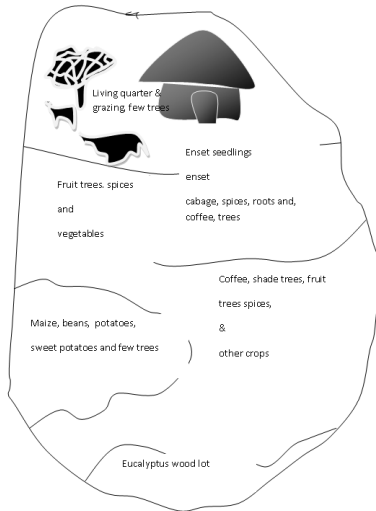 Living quarter &
grazing, few trees
Enset seedlings
enset
cabage, spices, roots and,
coffee, trees
Fruit trees. spices
and
vegetables
Coffee, shade trees, fruit
trees spices,
&
other crops
Maize, beans, potatoes,
sweet potatoes and few trees
Eucalyptus wood lot